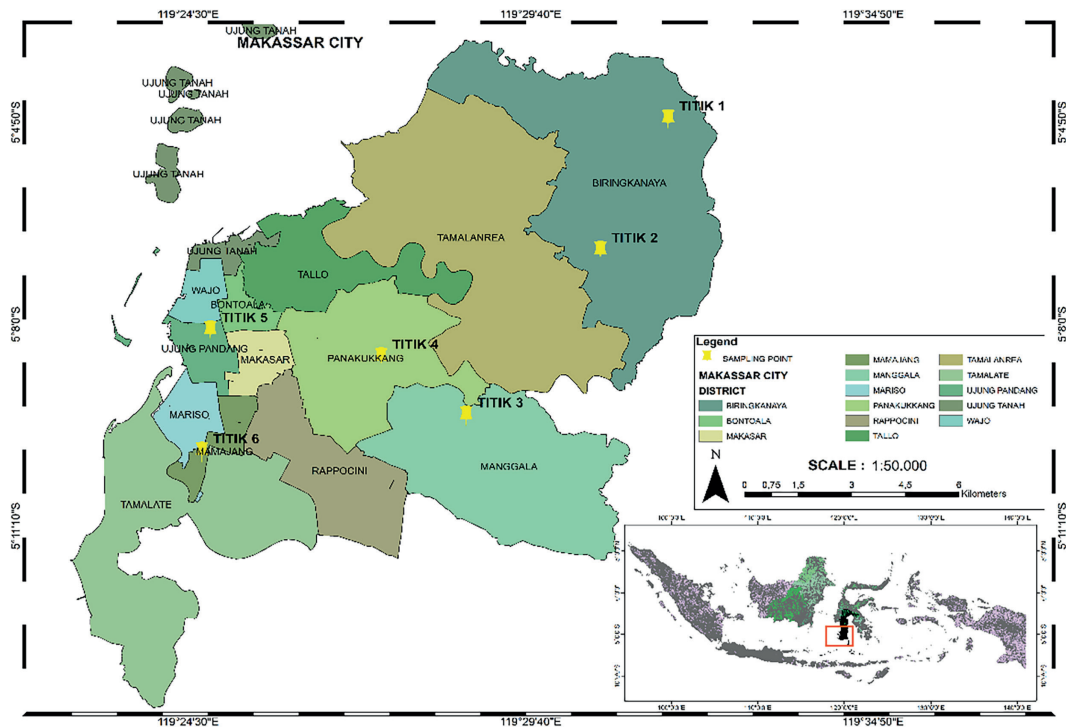 119°24'30"E 119°29'40"E 119°34'50"E
UJUNG TANAH
MAKASSAR CITY
UJUNG TANAH
UJUNG TANAH
UJUNG TANAH
UJUNG TANAH
5°4'50"S
5°4'50"S
TITIK 1
BIRINGKANAYA
TITIK 2
TAMALANREA
UJUNG TANAH
TALLO
WAJO
BONTOALA
TITIK 5
5°8'0"S
5°8'0"S
UJUNG PANDANG
MAKASAR
PANAKUKKANG
TITIK 4
TITIK 3
MARISO
TITIK 6
MAMAJANG
RAPPOCINI
MANGGALA
TAMALATE
5°11'10"S
5°11'10"S
Legend
SAMPLING POINT
MAKASSAR CITY
DISTRICT
BIRINGKANAYA
BONTOALA
MAKASAR
MAMAJANG
MANGGALA
MARISO
PANAKUKKANG
RAPPOCINI
TALLO
TAMALANREA
TAMALATE
UJUNG PANDANG
UJUNG TANAH
WAJO
N
SCALE : 1:50.000
0 0,75 1,5 3 4,5 6
Kilometers
119°24'30"E 119°29'40"E 119°34'50"E